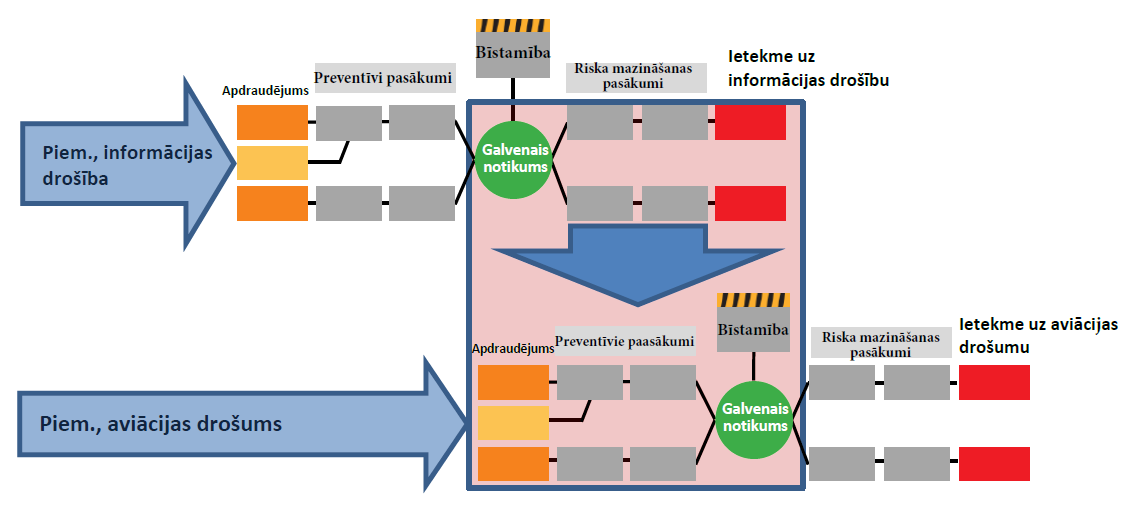 Bīstamība
Ietekme uz
informācijas drošību
Preventīvi pasākumi
Riska mazināšanas
pasākumi
Apdraudējums
Piem., informācijas
drošība
Galvenais
notikums
Bīstamība
Ietekme uz aviācijas
drošumu
Apdraudējums
Preventīvie paasākumi
Riska mazināšanas
pasākumi
Piem., aviācijas drošums
Galvenais
notikums